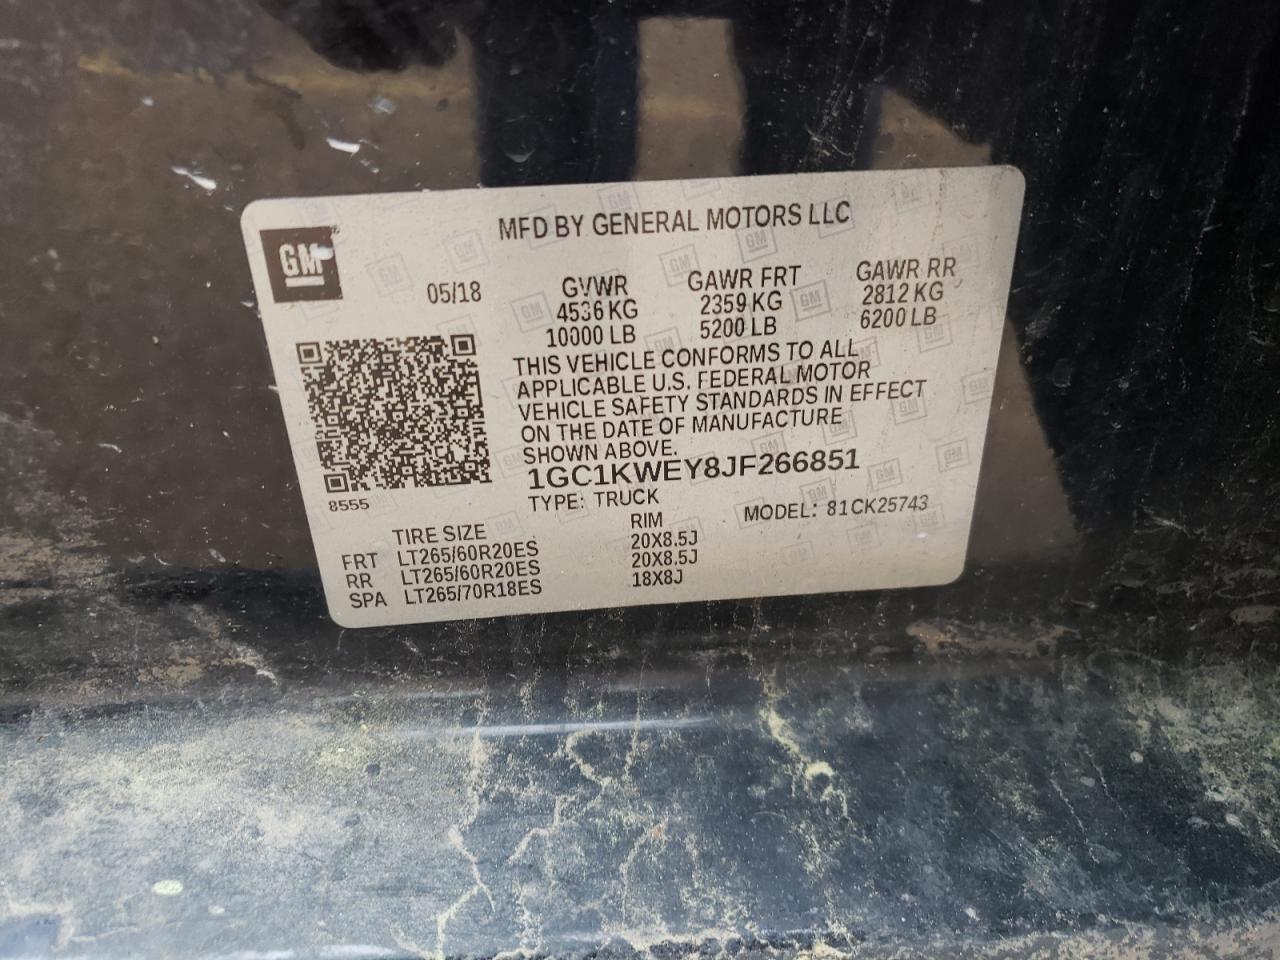 MFD BY GENERAL MOTORS LLC
GM
05/18 GVWR GAWR FRT GAWR RR
4536 KG 2359 KG 2812 KG
10000 LB 5200 LB 6200 LB
THIS VEHICLE CONFORMS TO ALL
APPLICABLE U.S. FEDERAL MOTOR
VEHICLE SAFETY STANDARDS IN EFFECT
ON THE DATE OF MANUFACTURE
SHOWN ABOVE.
1GC1KWEY8JF266851
8555
TYPE: TRUCK MODEL: 81CK25743
TIRE SIZE RIM
FRT LT265/60R20ES 20X8.5J
RR LT265/60R20ES 20X8.5J
SPA LT265/70R18ES 18X8J